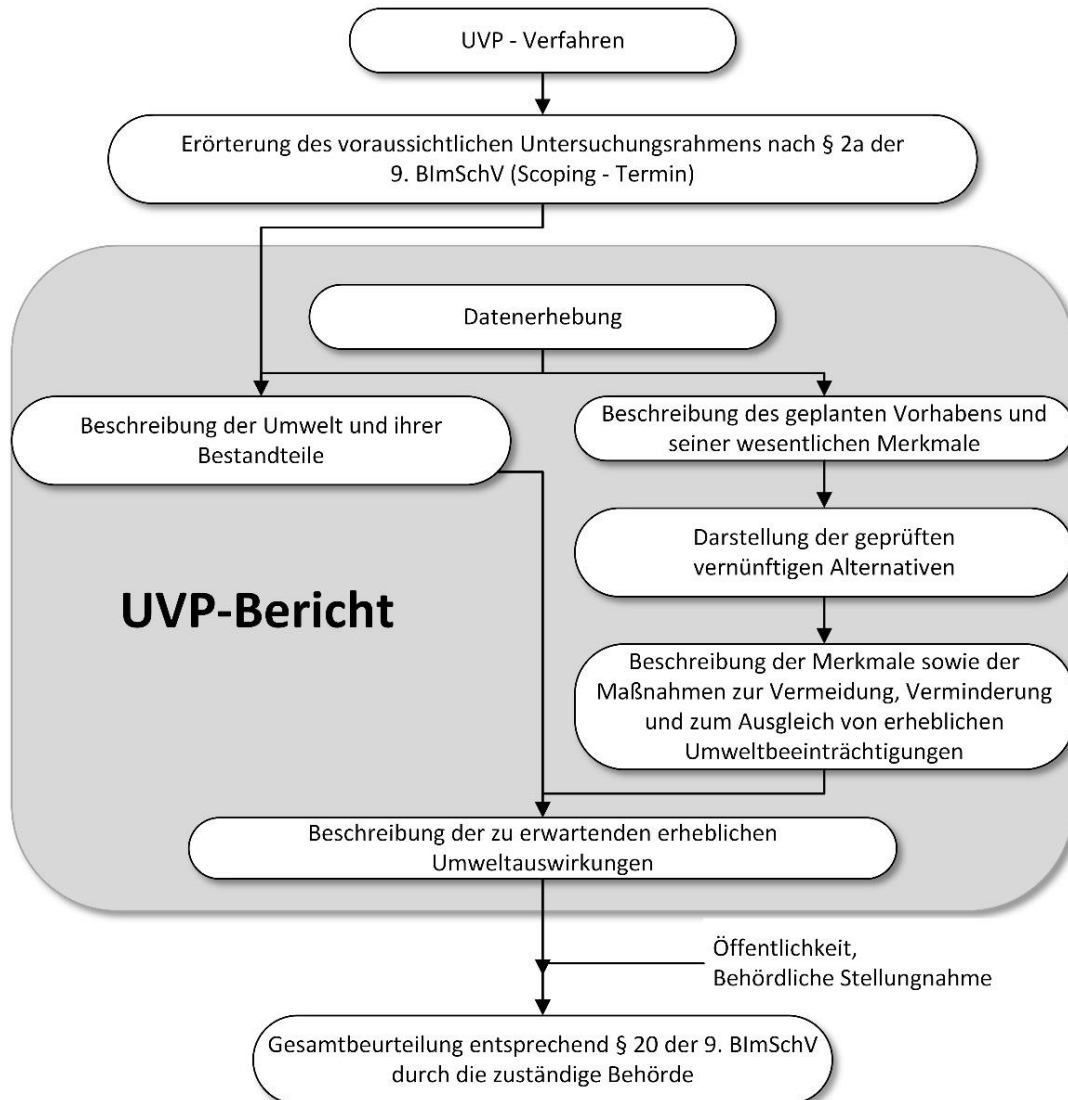 UVP - Verfahren
Erörterung des voraussichtlichen Untersuchungsrahmens nach § 2a der
9. BImSchV (Scoping - Termin)
Datenerhebung
Beschreibung der Umwelt und ihrer
Bestandteile
Beschreibung des geplanten Vorhabens und
seiner wesentlichen Merkmale
Darstellung der geprüften
vernünftigen Alternativen
UVP-Bericht
Beschreibung der Merkmale sowie der
Maßnahmen zur Vermeidung, Verminderung
und zum Ausgleich von erheblichen
Umweltbeeinträchtigungen
Beschreibung der zu erwartenden erheblichen
Umweltauswirkungen
Öffentlichkeit,
Behördliche Stellungnahme
Gesamtbeurteilung entsprechend § 20 der 9. BImSchV
durch die zuständige Behörde